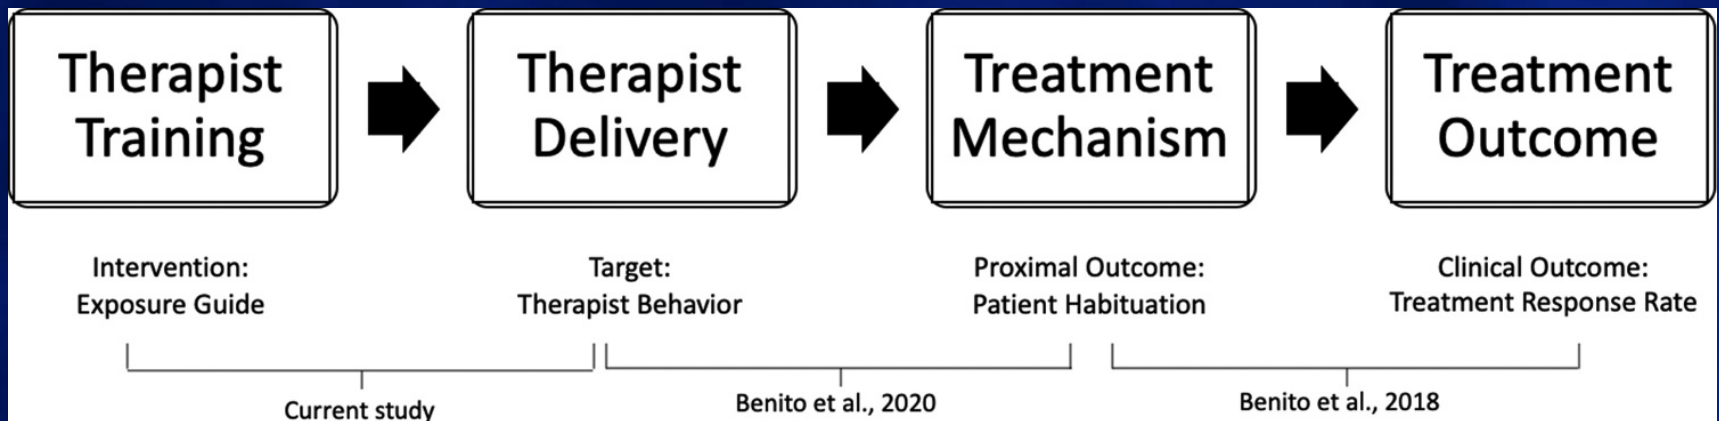 Therapist
Training
Therapist
Delivery
Treatment
Mechanism
Treatment
Outcome
Intervention:
Exposure Guide
Target:
Therapist Behavior
Proximal Outcome:
Patient Habituation
Clinical Outcome:
Treatment Response Rate
Current study
Benito et al., 2020
Benito et al., 2018